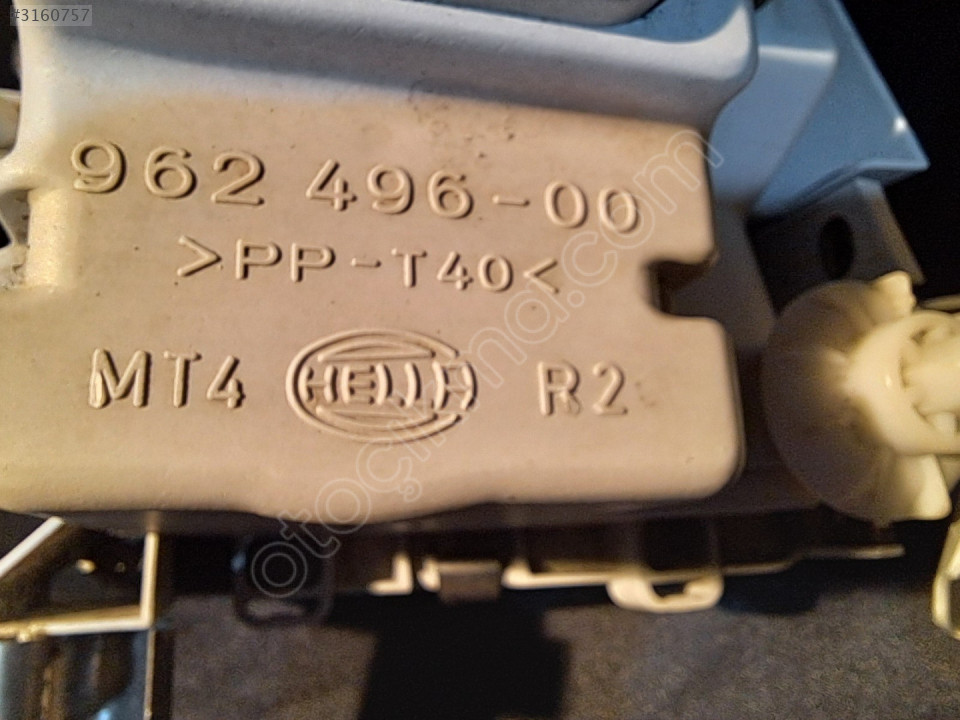 #3160757
962 496-00
>PP-T40<
MT4 HELLA R2
otoçıkma.com